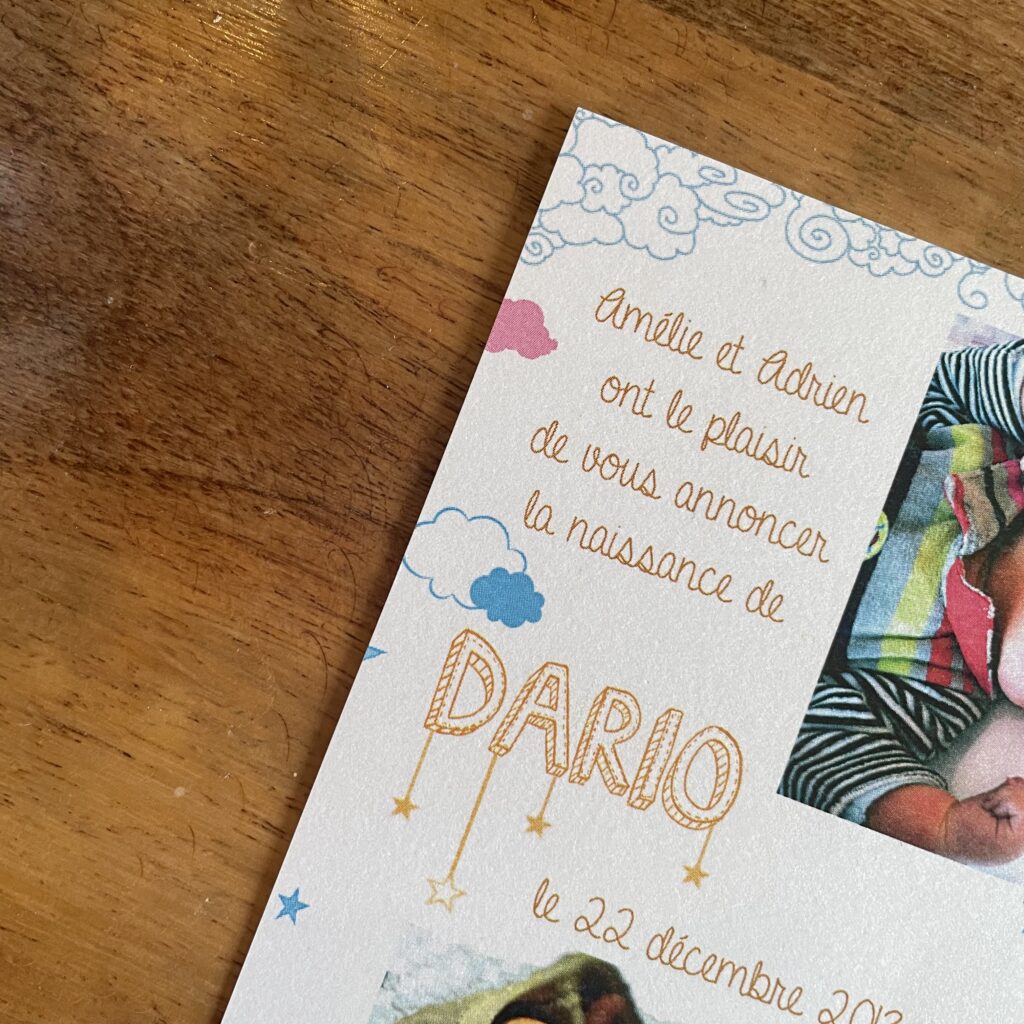 Amélie et Adrien
ont le plaisir
de vous annoncer
la naissance de
DARIO
le 22 décembre